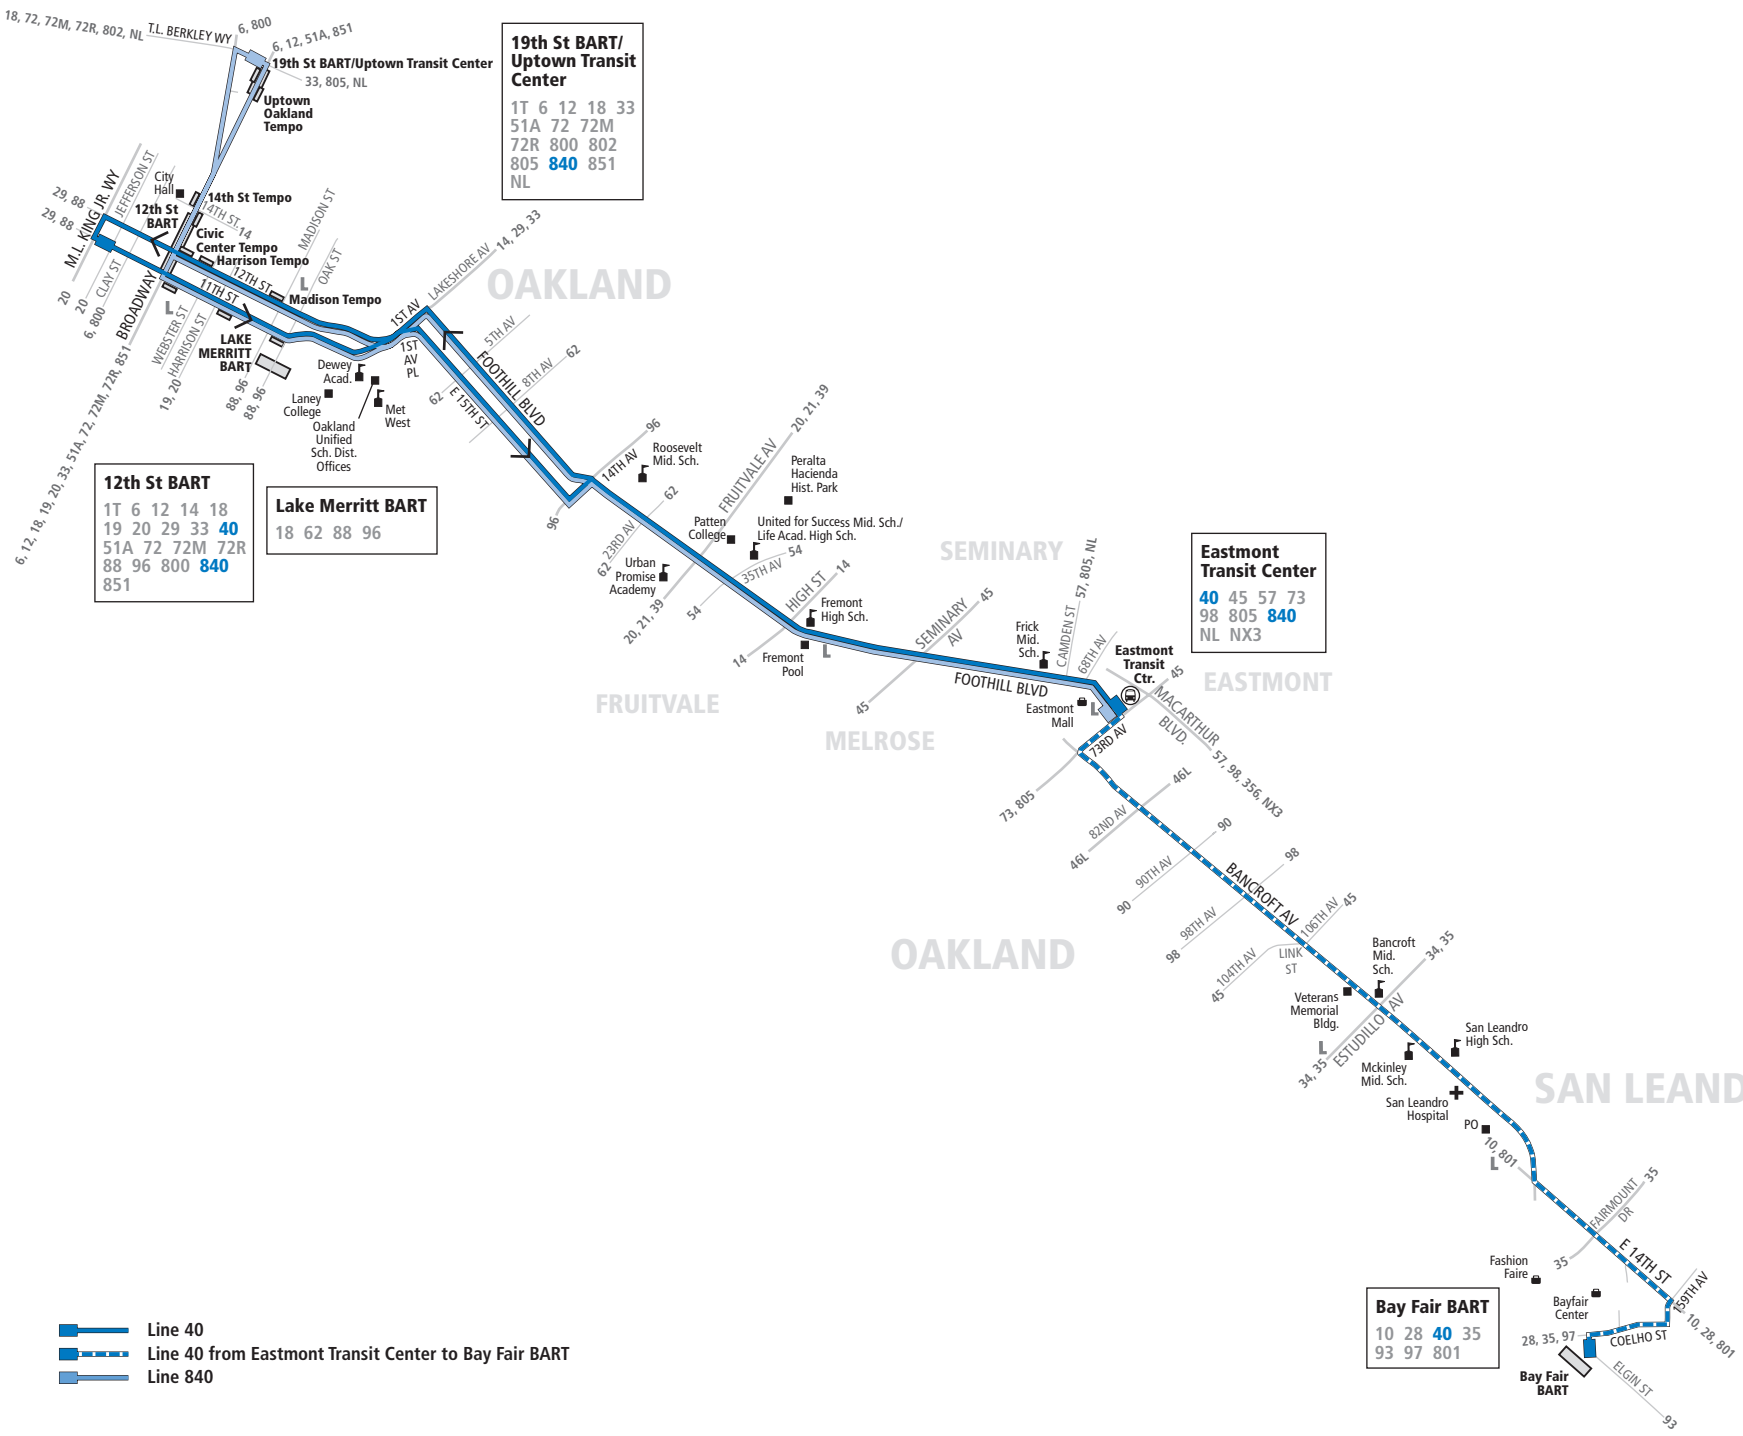 18, 72, 72M, 72R, 802, NL
T.L. BERKLEY WY
6, 800
6, 12, 51A, 851
19th St BART/Uptown Transit Center
33, 805, NL
Uptown
Oakland
Tempo
19th St BART/
Uptown Transit
Center
1T 6 12 18 33
51A 72 72M
72R 800 802
805 840 851
NL
M.L. KING JR. WY
JEFFERSON ST
City
Hall
29, 88
29, 88
12th St
BART
14th St Tempo
14TH ST
14
Civic
Center Tempo
Harrison Tempo
12TH ST
11TH ST
MADISON ST
OAK ST
L
Madison Tempo
20
20
CLAY ST
6, 800
BROADWAY
L
WEBSTER ST
HARRISON ST
19, 20
LAKE
MERRITT
BART
88, 96
88, 96
6, 12, 18, 19, 20, 33, 51A, 72, 72M, 72R, 851
1ST AV
LAKESHORE AV
14, 29, 33
OAKLAND
1ST
AV
PL
5TH AV
62
8TH AV
62
FOOTHILL BLVD
E 15TH ST
Dewey
Acad.
Laney
College
Met
West
Oakland
Unified
Sch. Dist.
Offices
12th St BART
1T 6 12 14 18
19 20 29 33 40
51A 72 72M 72R
88 96 800 840
851
Lake Merritt BART
18 62 88 96
96
14TH AV
96
Roosevelt
Mid. Sch.
62
23RD AV
62
FRUITVALE AV
20, 21, 39
20, 21, 39
Peralta
Hacienda
Hist. Park
Patten
College
United for Success Mid. Sch./
Life Acad. High Sch.
54
35TH AV
54
Urban
Promise
Academy
HIGH ST
14
14
Fremont
High Sch.
L
Fremont
Pool
FRUITVALE
MELROSE
SEMINARY
SEMINARY
AV
45
45
FOOTHILL BLVD
Frick
Mid.
Sch.
CAMDEN ST
57, 805, NL
68TH AV
Eastmont
Transit
Ctr.
Eastmont
Transit Center
40 45 57 73
98 805 840
NL NX3
EASTMONT
45
MACARTHUR
BLVD.
57, 98, 356, NX3
Eastmont
Mall
L
73RD AV
73, 805
46L
82ND AV
46L
90
90TH AV
90
98
98TH AV
98
BANCROFT AV
106TH AV
45
LINK
ST
104TH AV
45
OAKLAND
Bancroft
Mid.
Sch.
34, 35
Veterans
Memorial
Bldg.
L
ESTUDILLO AV
34, 35
Mckinley
Mid. Sch.
San Leandro
High Sch.
San Leandro
Hospital
SAN LEAND
PO
10, 801
L
FAIRMOUNT
DR
35
35
E 14TH ST
Fashion
Faire
Bayfair
Center
159TH AV
10, 28, 801
COELHO ST
28, 35, 97
Bay Fair
BART
ELGIN ST
93
Bay Fair BART
10 28 40 35
93 97 801
Line 40
Line 40 from Eastmont Transit Center to Bay Fair BART
Line 840